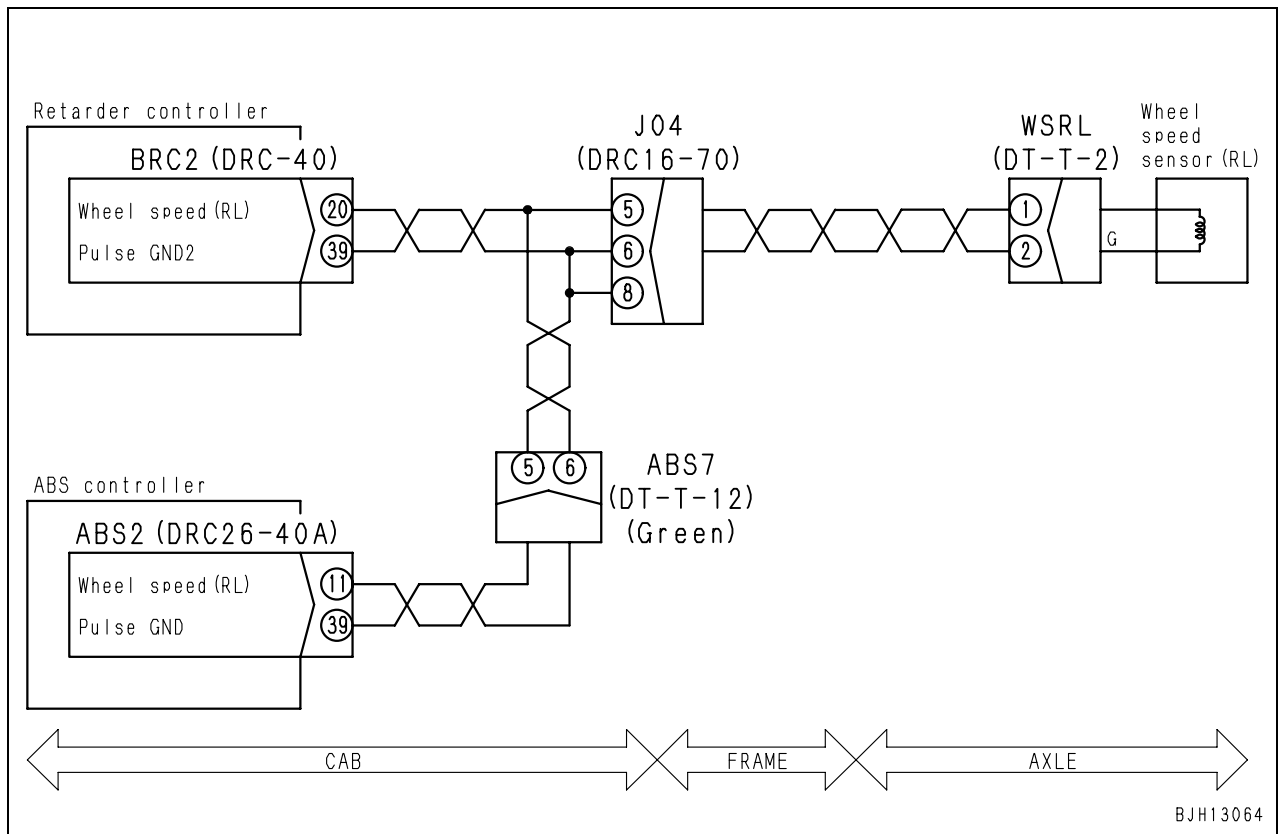 Retarder controller
BRC2 (DRC-40)
Wheel speed (RL)
20
Pulse GND2
39
J04
(DRC16-70)
5
6
8
WSRL
(DT-T-2)
1
2
G
Wheel
speed
sensor (RL)
5
6
ABS7
(DT-T-12)
(Green)
ABS controller
ABS2 (DRC26-40A)
Wheel speed (RL)
11
Pulse GND
39
CAB
FRAME
AXLE
BJH13064